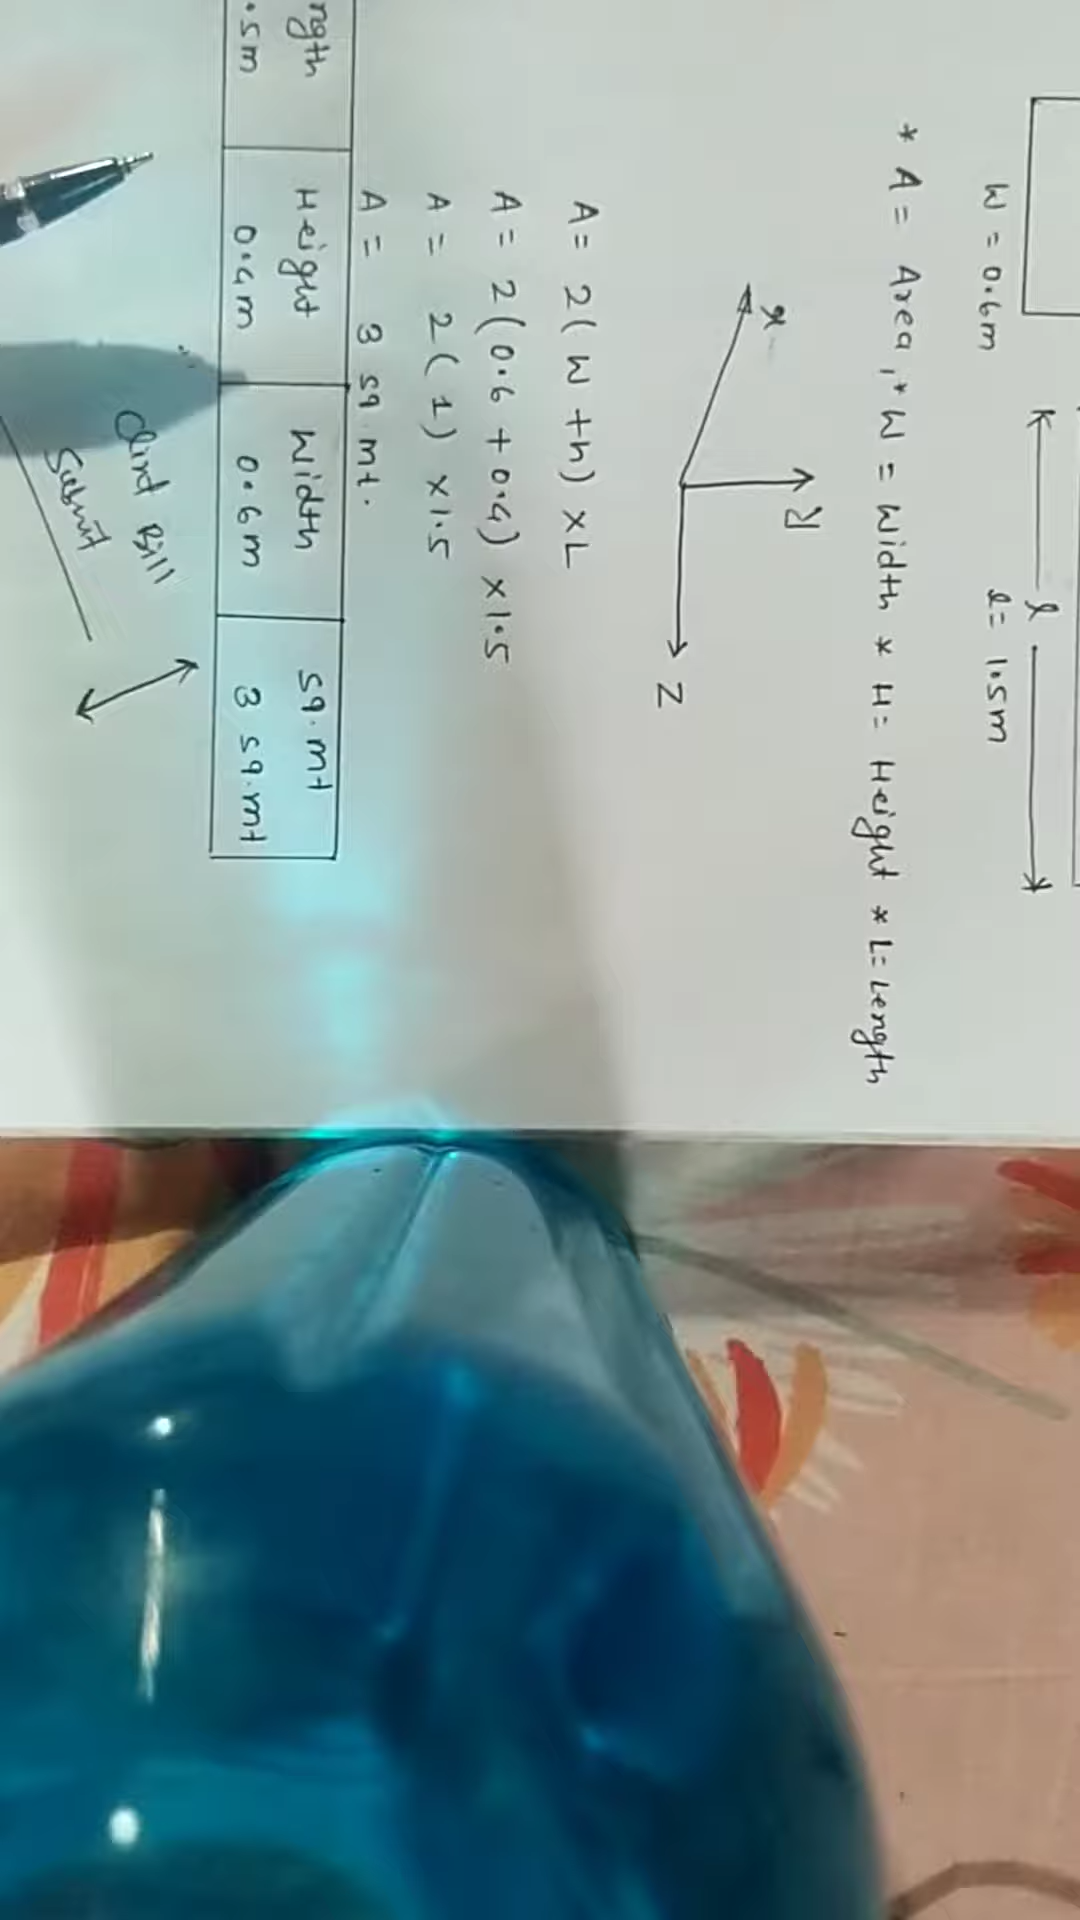 W = 0.6m
l
l = 1.5m
* A = Area , * W = Width * H = Height * L = Length
x
y
Z
A = 2 ( W + h ) × L
A = 2 ( 0.6 + 0.4 ) × 1.5
A = 2 ( 1 ) × 1.5
A = 3 sq. mt.
ngth Height Width sq. mt
.5m 0.4m 0.6m 3 sq. mt
Bill
Submit